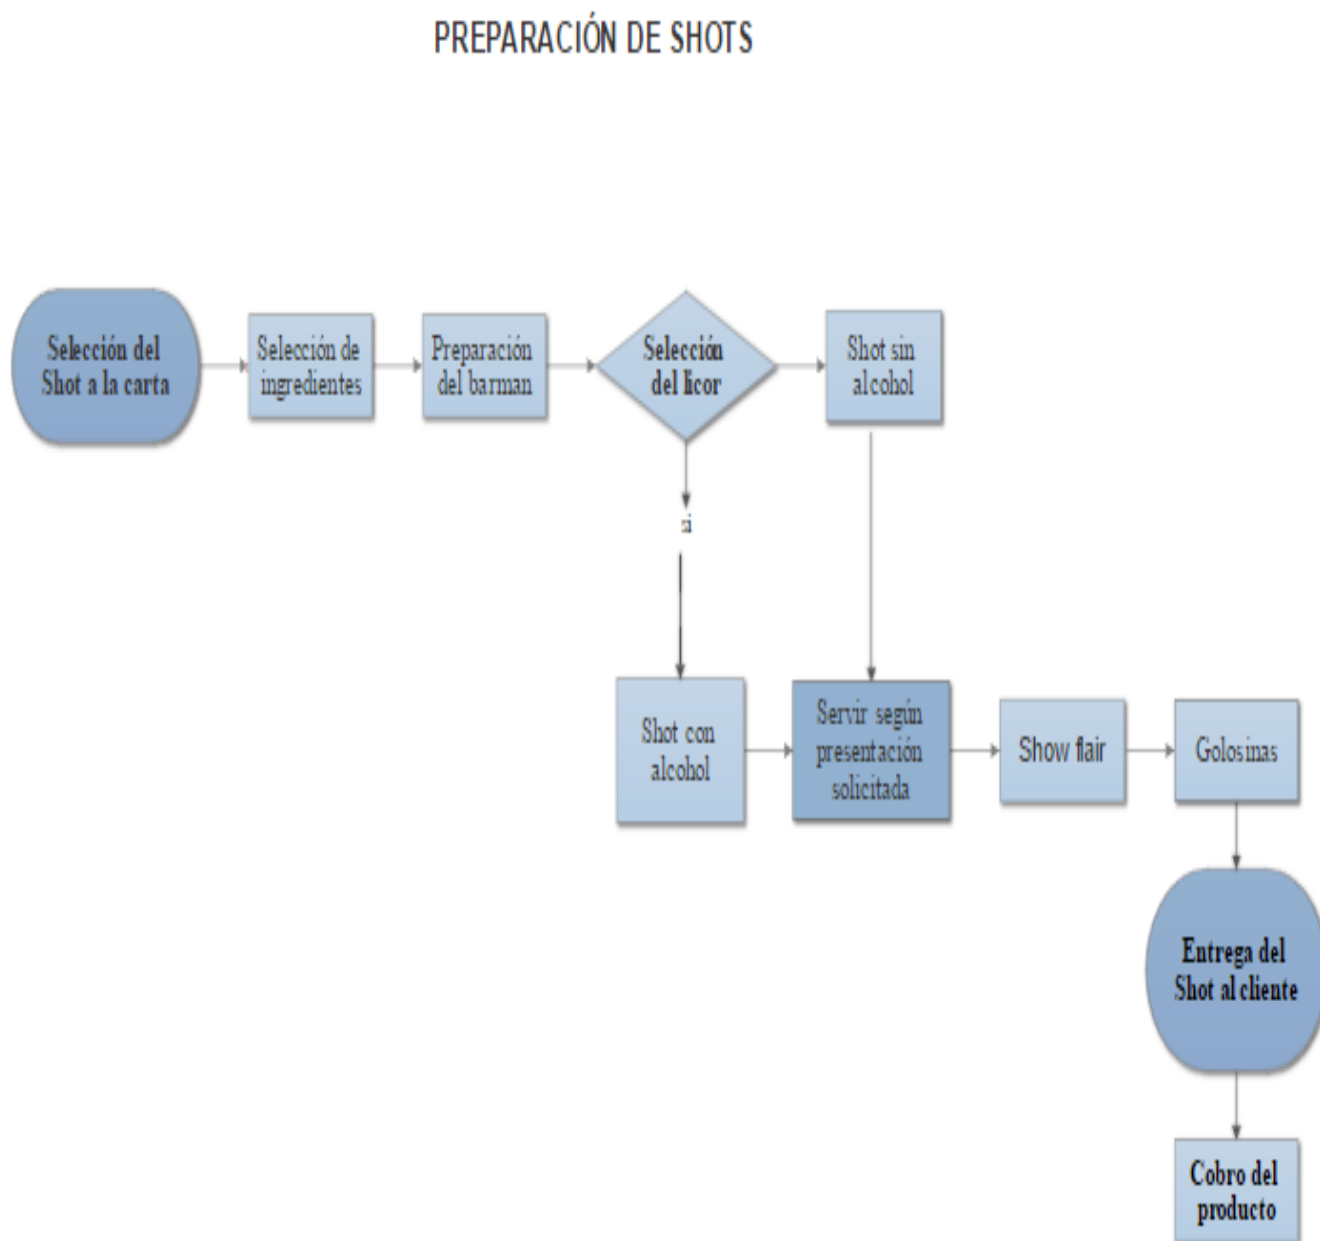 PREPARACIÓN DE SHOTS
Selección del
Shot a la carta
Selección de
ingredientes
Preparación
del barman
Selección
del licor
Shot sin
alcohol
si
Shot con
alcohol
Servir según
presentación
solicitada
Show flair
Golosinas
Entrega del
Shot al cliente
Cobro del
producto